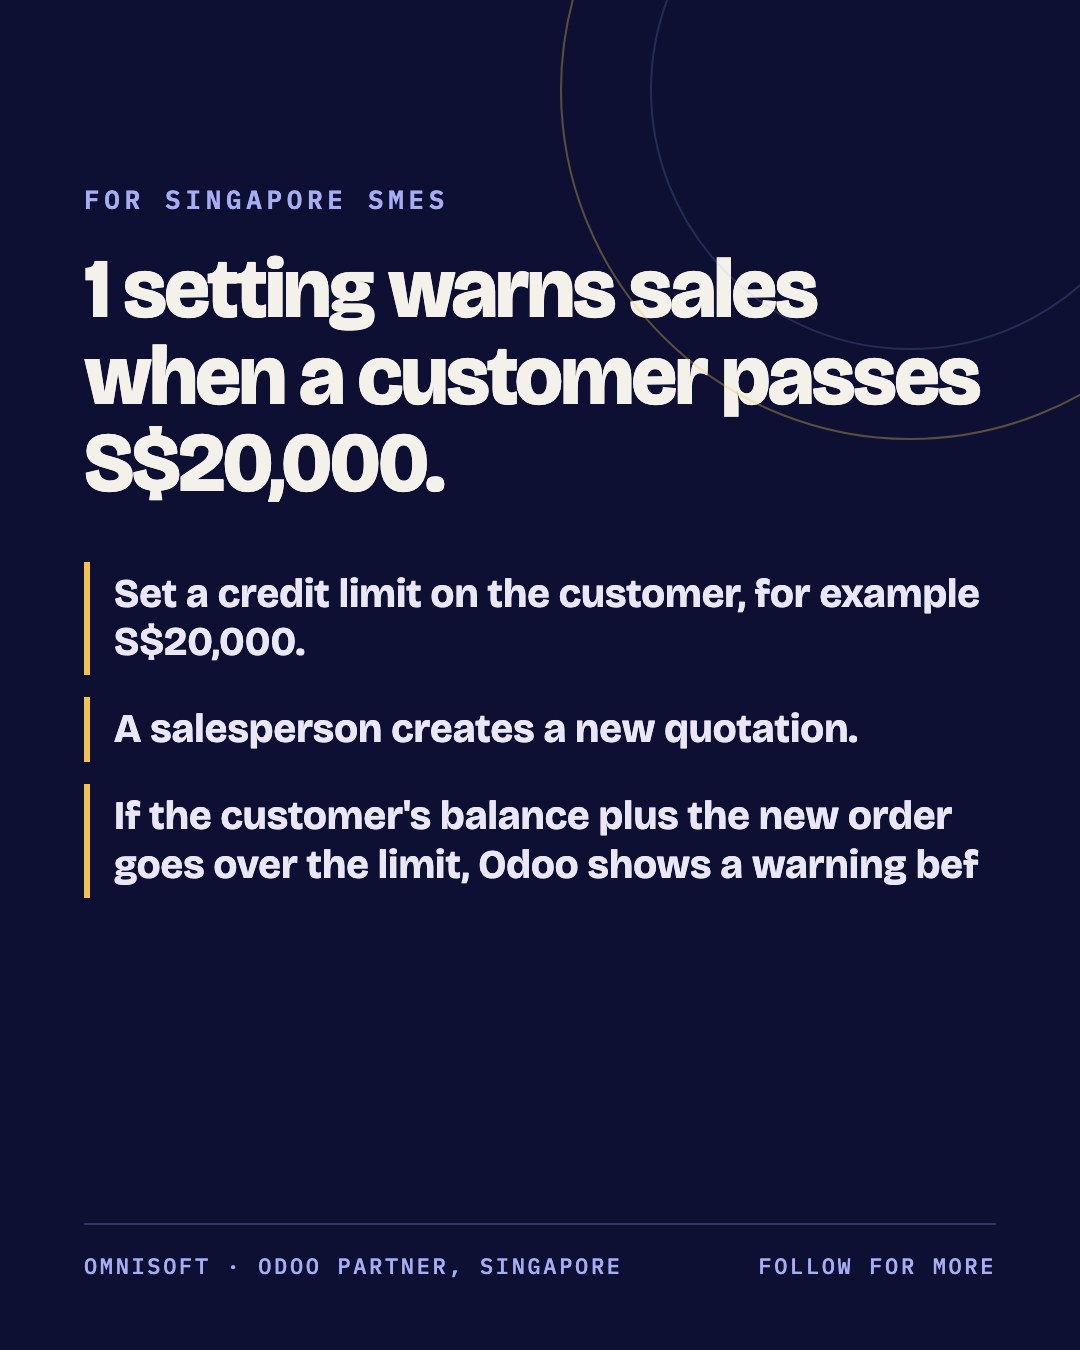 FOR SINGAPORE SMES
1 setting warns sales
when a customer passes
S$20,000.
Set a credit limit on the customer, for example
S$20,000.
A salesperson creates a new quotation.
If the customer's balance plus the new order
goes over the limit, Odoo shows a warning bef
OMNISOFT · ODOO PARTNER, SINGAPORE
FOLLOW FOR MORE